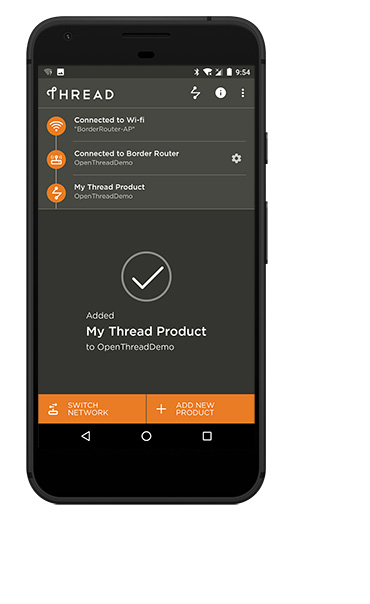 9:54
THREAD
Connected to Wi-fi
"BorderRouter-AP"
Connected to Border Router
OpenThreadDemo
My Thread Product
OpenThreadDemo
Added
My Thread Product
to OpenThreadDemo
SWITCH
NETWORK
ADD NEW
PRODUCT